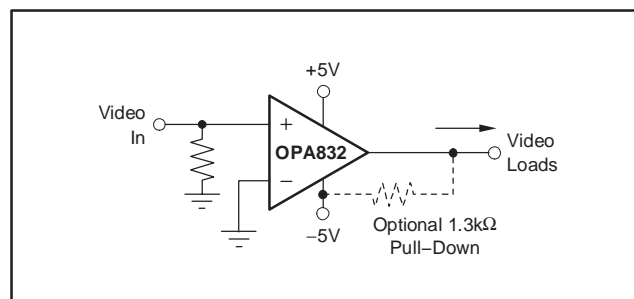 +5V
Video
In
+
OPA832
−
Video
Loads
−5V
Optional 1.3kΩ
Pull−Down